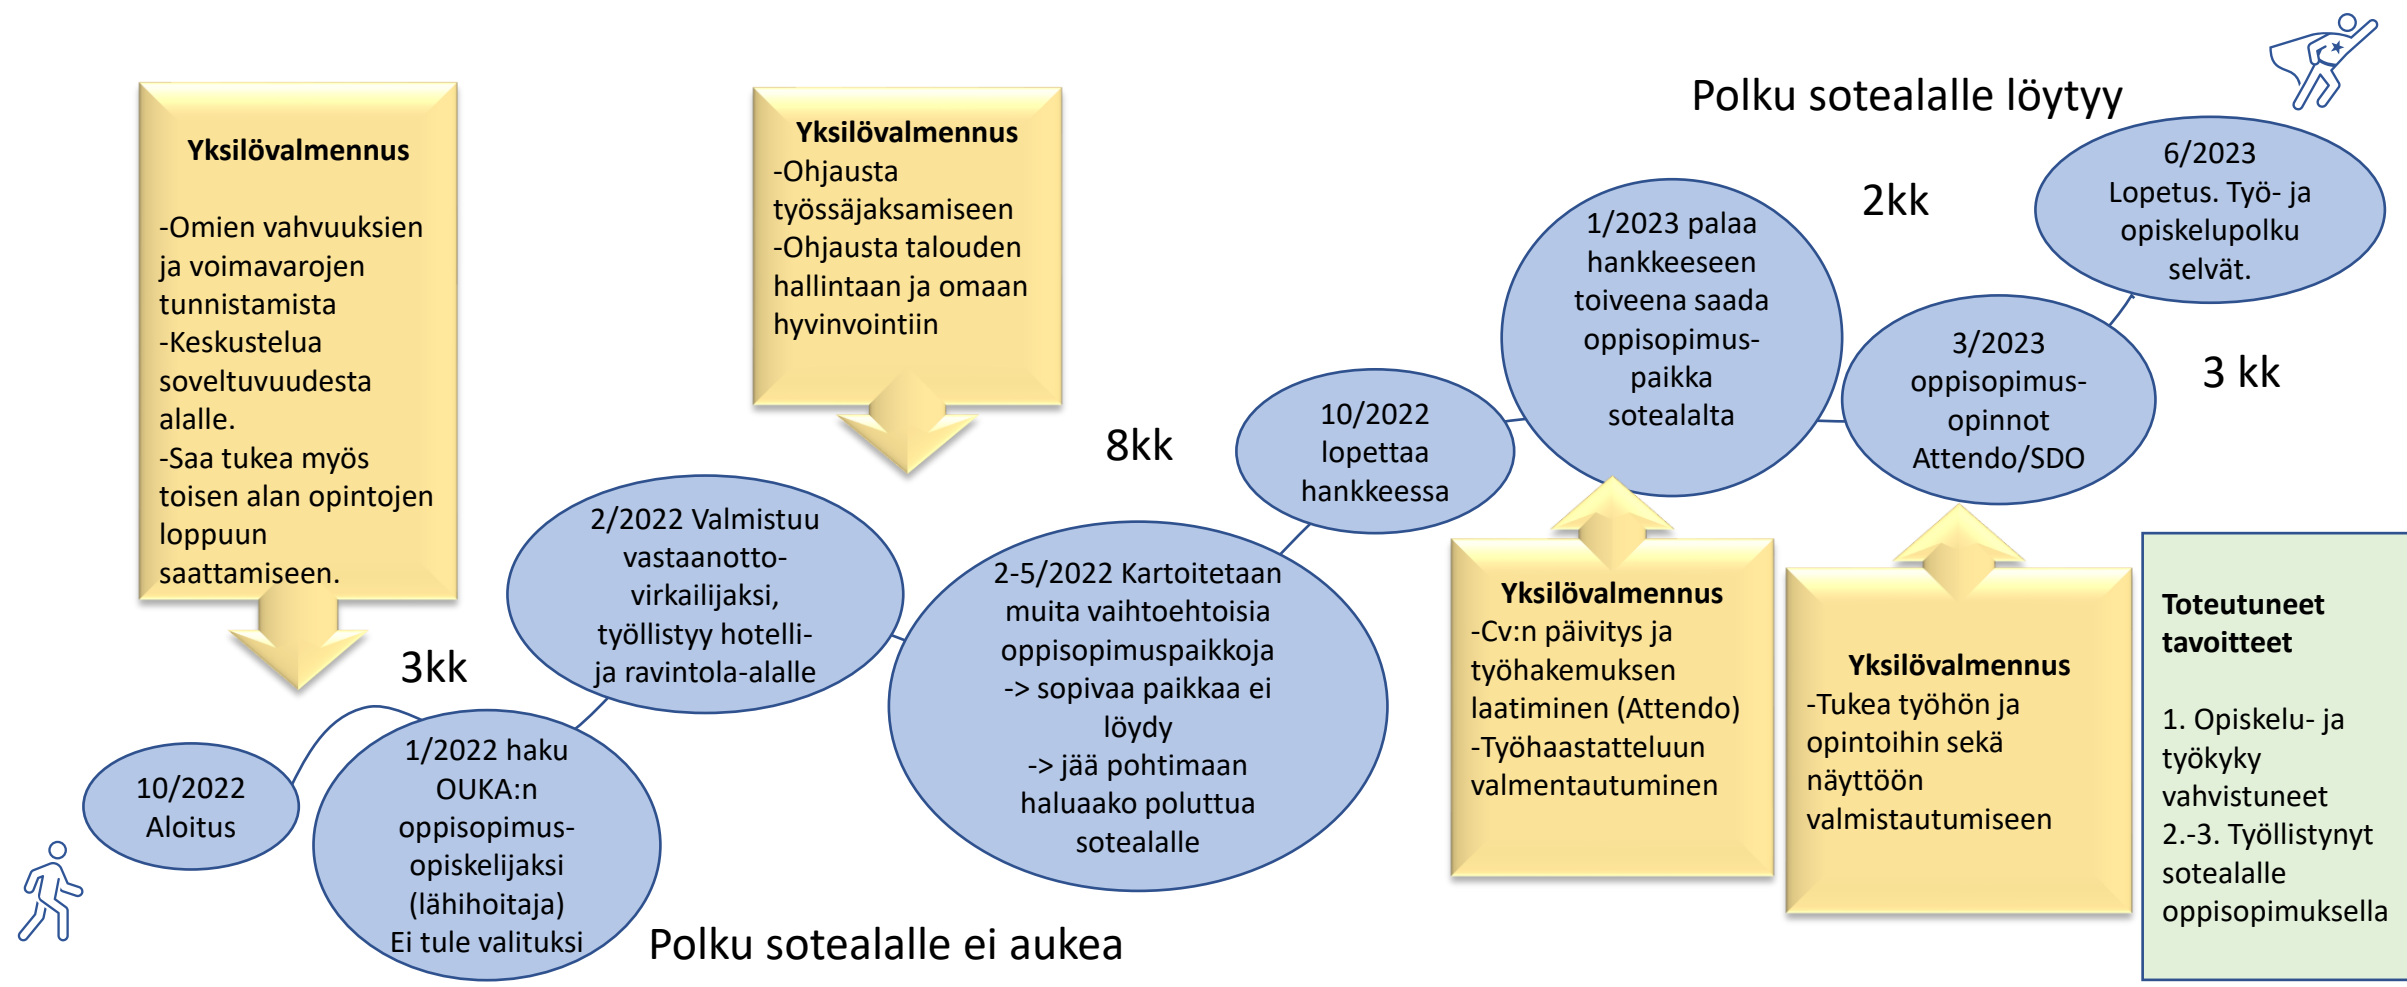 Yksilövalmennus
-Omien vahvuuksien
ja voimavarojen
tunnistamista
-Keskustelua
soveltuvuudesta
alalle.
-Saa tukea myös
toisen alan opintojen
loppuun
saattamiseen.
3kk
10/2022
Aloitus
1/2022 haku
OUKA:n
oppisopimus-
opiskelijaksi
(lähihoitaja)
Ei tule valituksi
2/2022 Valmistuu
vastaanotto-
virkailijaksi,
työllistyy hotelli-
ja ravintola-alalle
Yksilövalmennus
-Ohjausta
työssäjaksamiseen
-Ohjausta talouden
hallintaan ja omaan
hyvinvointiin
2-5/2022 Kartoitetaan
muita vaihtoehtoisia
oppisopimuspaikkoja
-> sopivaa paikkaa ei
löydy
-> jää pohtimaan
haluaako poluttua
sotealalle
Polku sotealalle ei aukea
8kk
10/2022
lopettaa
hankkeessa
1/2023 palaa
hankkeeseen
toiveena saada
oppisopimus-
paikka
sotealalta
Yksilövalmennus
-Cv:n päivitys ja
työhakemuksen
laatiminen (Attendo)
-Työhaastatteluun
valmentautuminen
Polku sotealalle löytyy
2kk
3/2023
oppisopimus-
opinnot
Attendo/SDO
Yksilövalmennus
-Tukea työhön ja
opintoihin sekä
näyttöön
valmistautumiseen
3 kk
6/2023
Lopetus. Työ- ja
opiskelupolku
selvät.
Toteutuneet
tavoitteet
1. Opiskelu- ja
työkyky
vahvistuneet
2.-3. Työllistynyt
sotealalle
oppisopimuksella